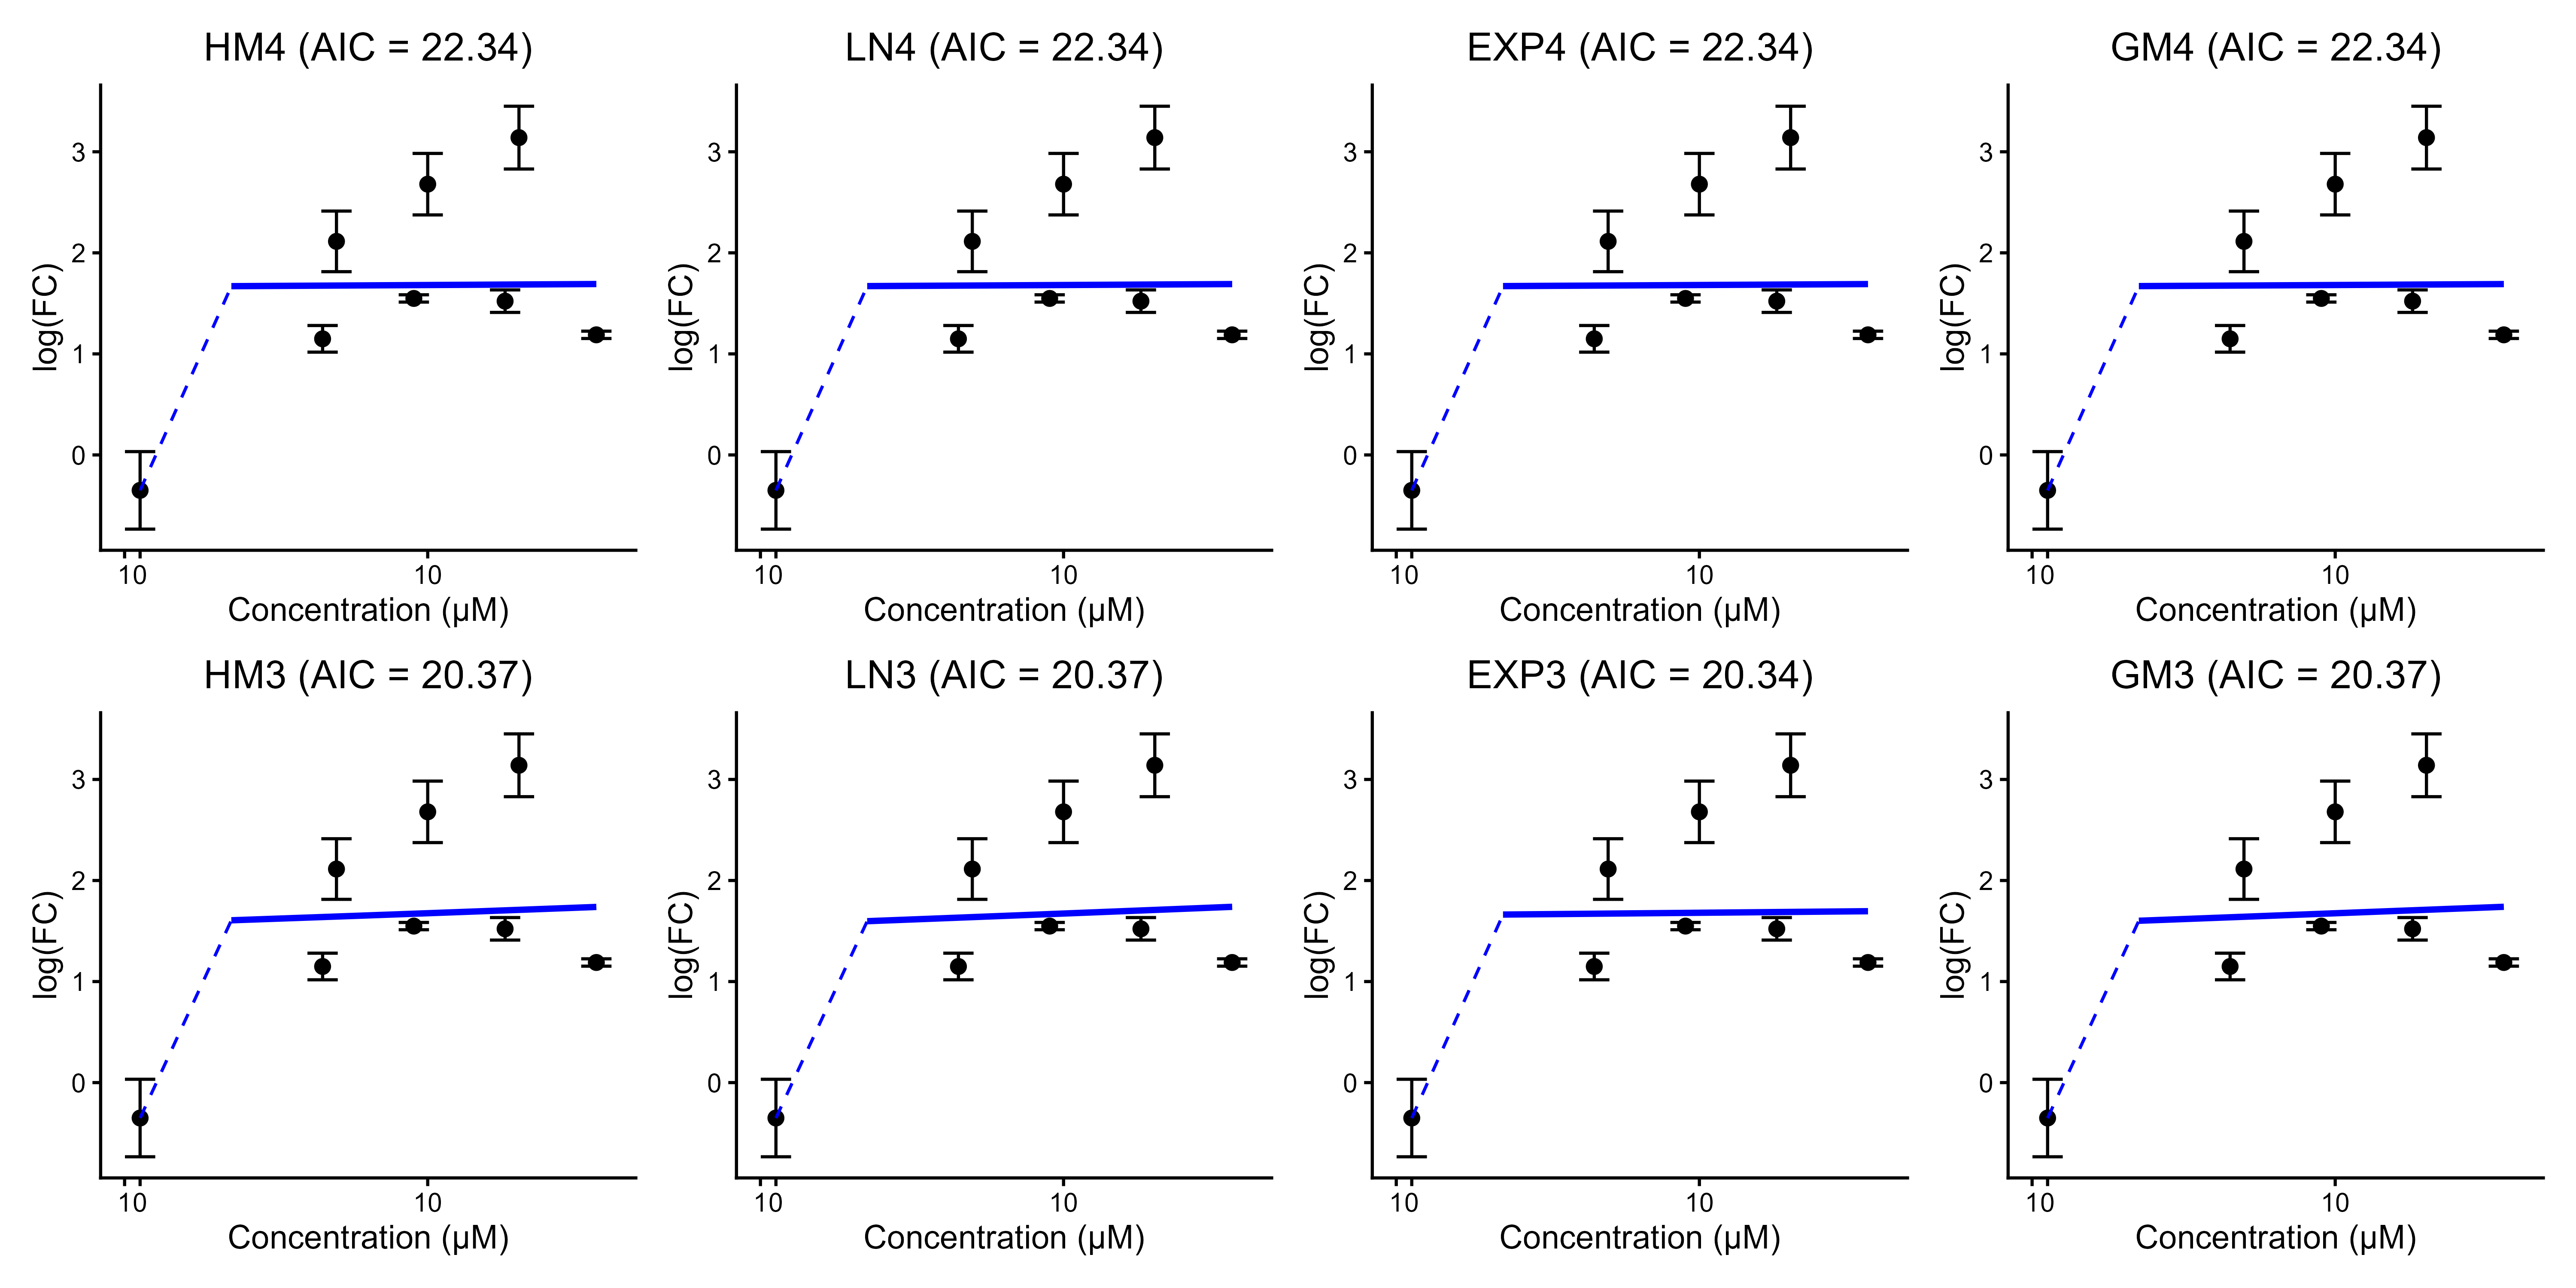 HM4 (AIC = 22.34)
LN4 (AIC = 22.34)
EXP4 (AIC = 22.34)
GM4 (AIC = 22.34)
log(FC)
3
2
1
0
10
10
Concentration (µM)
log(FC)
3
2
1
0
10
10
Concentration (µM)
log(FC)
3
2
1
0
10
10
Concentration (µM)
log(FC)
3
2
1
0
10
10
Concentration (µM)
HM3 (AIC = 20.37)
LN3 (AIC = 20.37)
EXP3 (AIC = 20.34)
GM3 (AIC = 20.37)
log(FC)
3
2
1
0
10
10
Concentration (µM)
log(FC)
3
2
1
0
10
10
Concentration (µM)
log(FC)
3
2
1
0
10
10
Concentration (µM)
log(FC)
3
2
1
0
10
10
Concentration (µM)